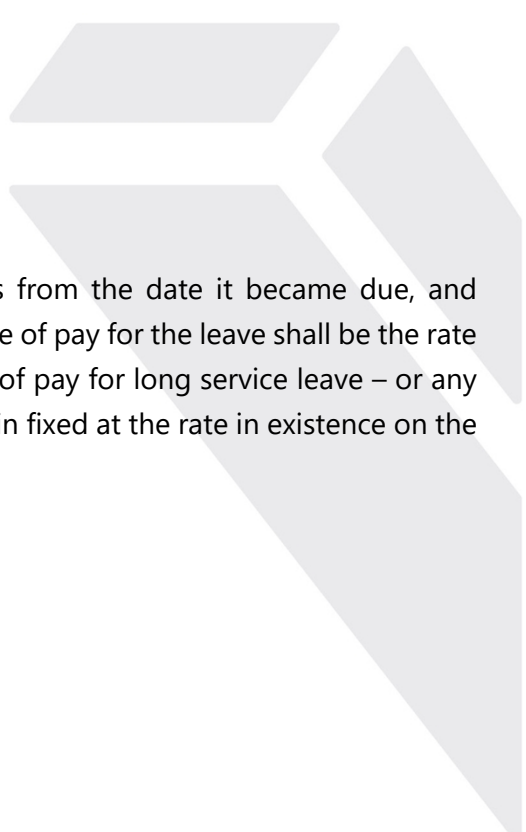 s from the date it became due, and
e of pay for the leave shall be the rate
of pay for long service leave – or any
in fixed at the rate in existence on the